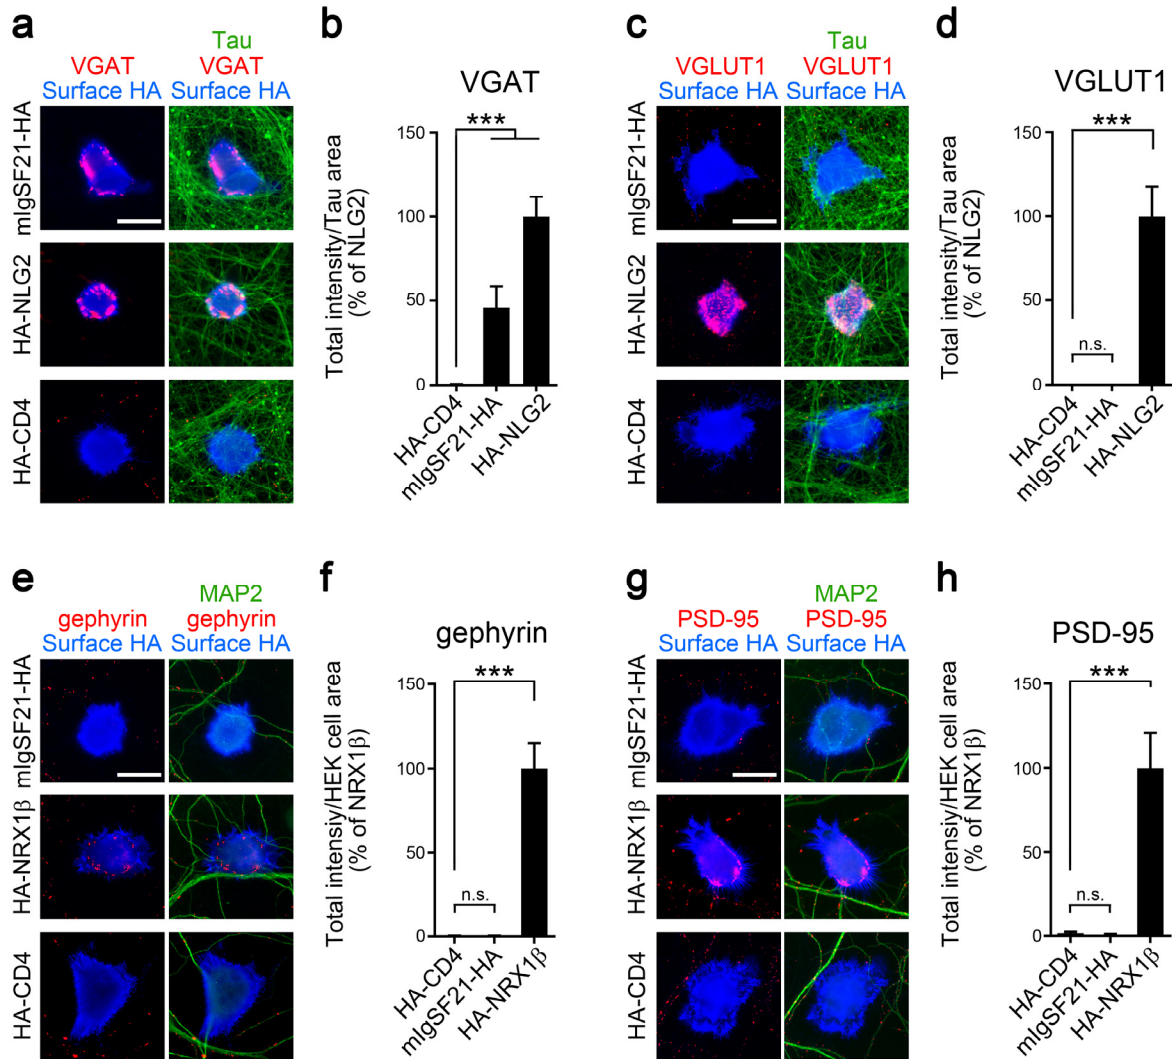 a
Tau
VGAT
VGAT
Surface HA
Surface HA
mIgSF21-HA
HA-NLG2
HA-CD4
b
VGAT
Total intensity/Tau area
(% of NLG2)
150
100
50
0
***
HA-CD4
mIgSF21-HA
HA-NLG2
c
Tau
VGLUT1
VGLUT1
Surface HA
Surface HA
mIgSF21-HA
HA-NLG2
HA-CD4
d
VGLUT1
Total intensity/Tau area
(% of NLG2)
150
100
50
0
***
n.s.
HA-CD4
mIgSF21-HA
HA-NLG2
e
MAP2
gephyrin
gephyrin
Surface HA
Surface HA
mIgSF21-HA
HA-NRX1β
HA-CD4
f
gephyrin
Total intensiy/HEK cell area
(% of NRX1β)
150
100
50
0
***
n.s.
HA-CD4
mIgSF21-HA
HA-NRX1β
g
MAP2
PSD-95
PSD-95
Surface HA
Surface HA
mIgSF21-HA
HA-NRX1β
HA-CD4
h
PSD-95
Total intensiy/HEK cell area
(% of NRX1β)
150
100
50
0
***
n.s.
HA-CD4
mIgSF21-HA
HA-NRX1β